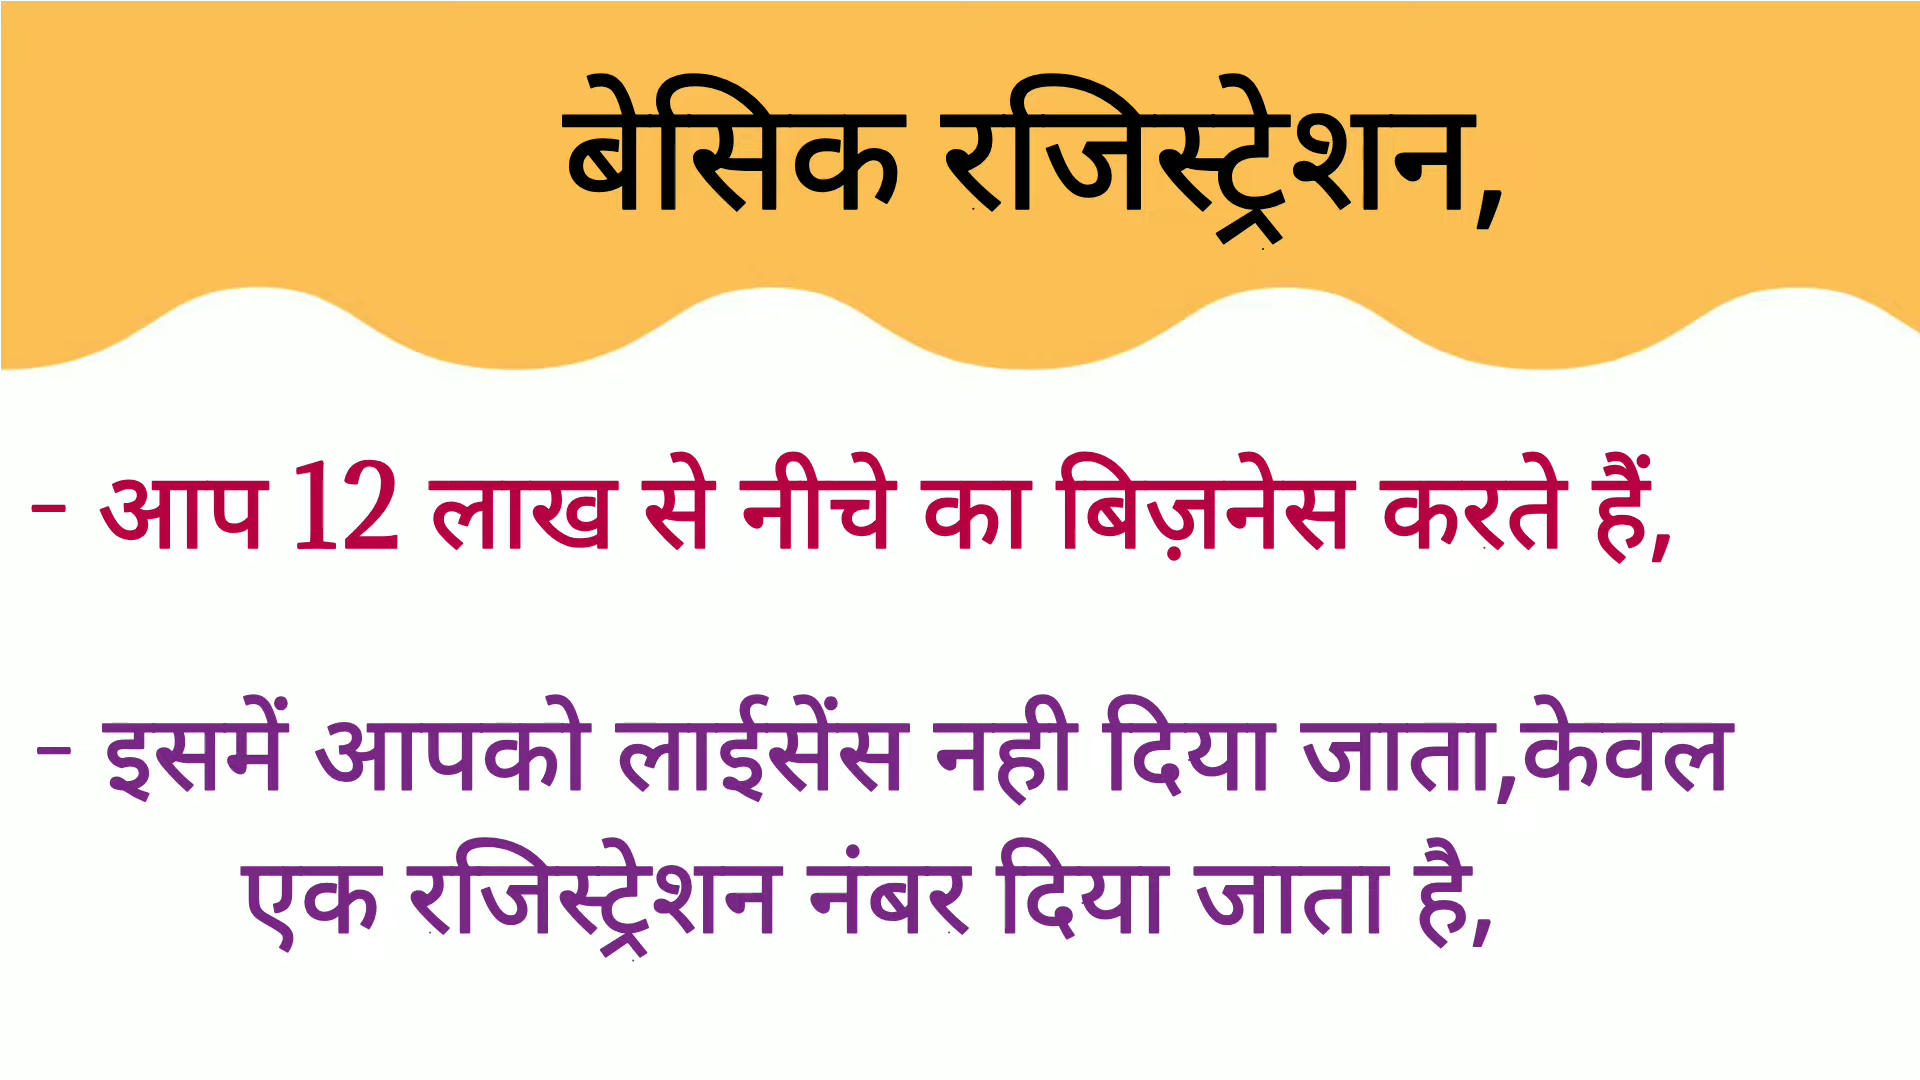 बेसिक रजिस्ट्रेशन,
- आप 12 लाख से नीचे का बिज़नेस करते हैं,
- इसमें आपको लाईसेंस नही दिया जाता,केवल
एक रजिस्ट्रेशन नंबर दिया जाता है,